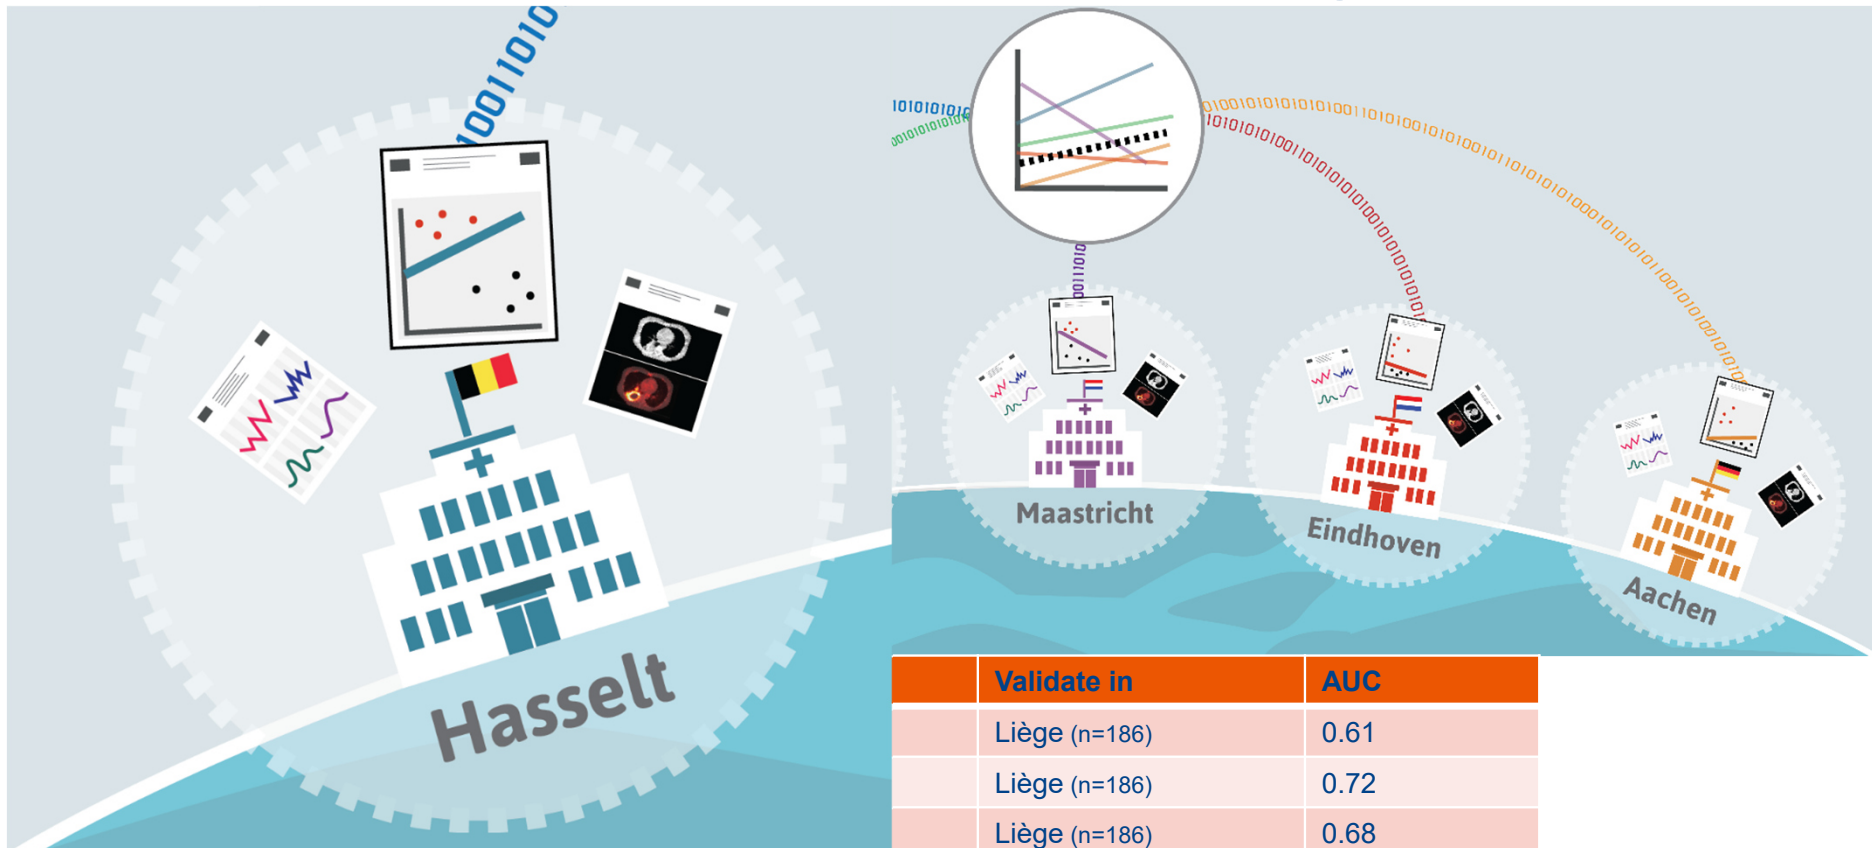 10011010
Hasselt
Maastricht
Eindhoven
Aachen
Validate in AUC
Liège (n=186) 0.61
Liège (n=186) 0.72
Liège (n=186) 0.68